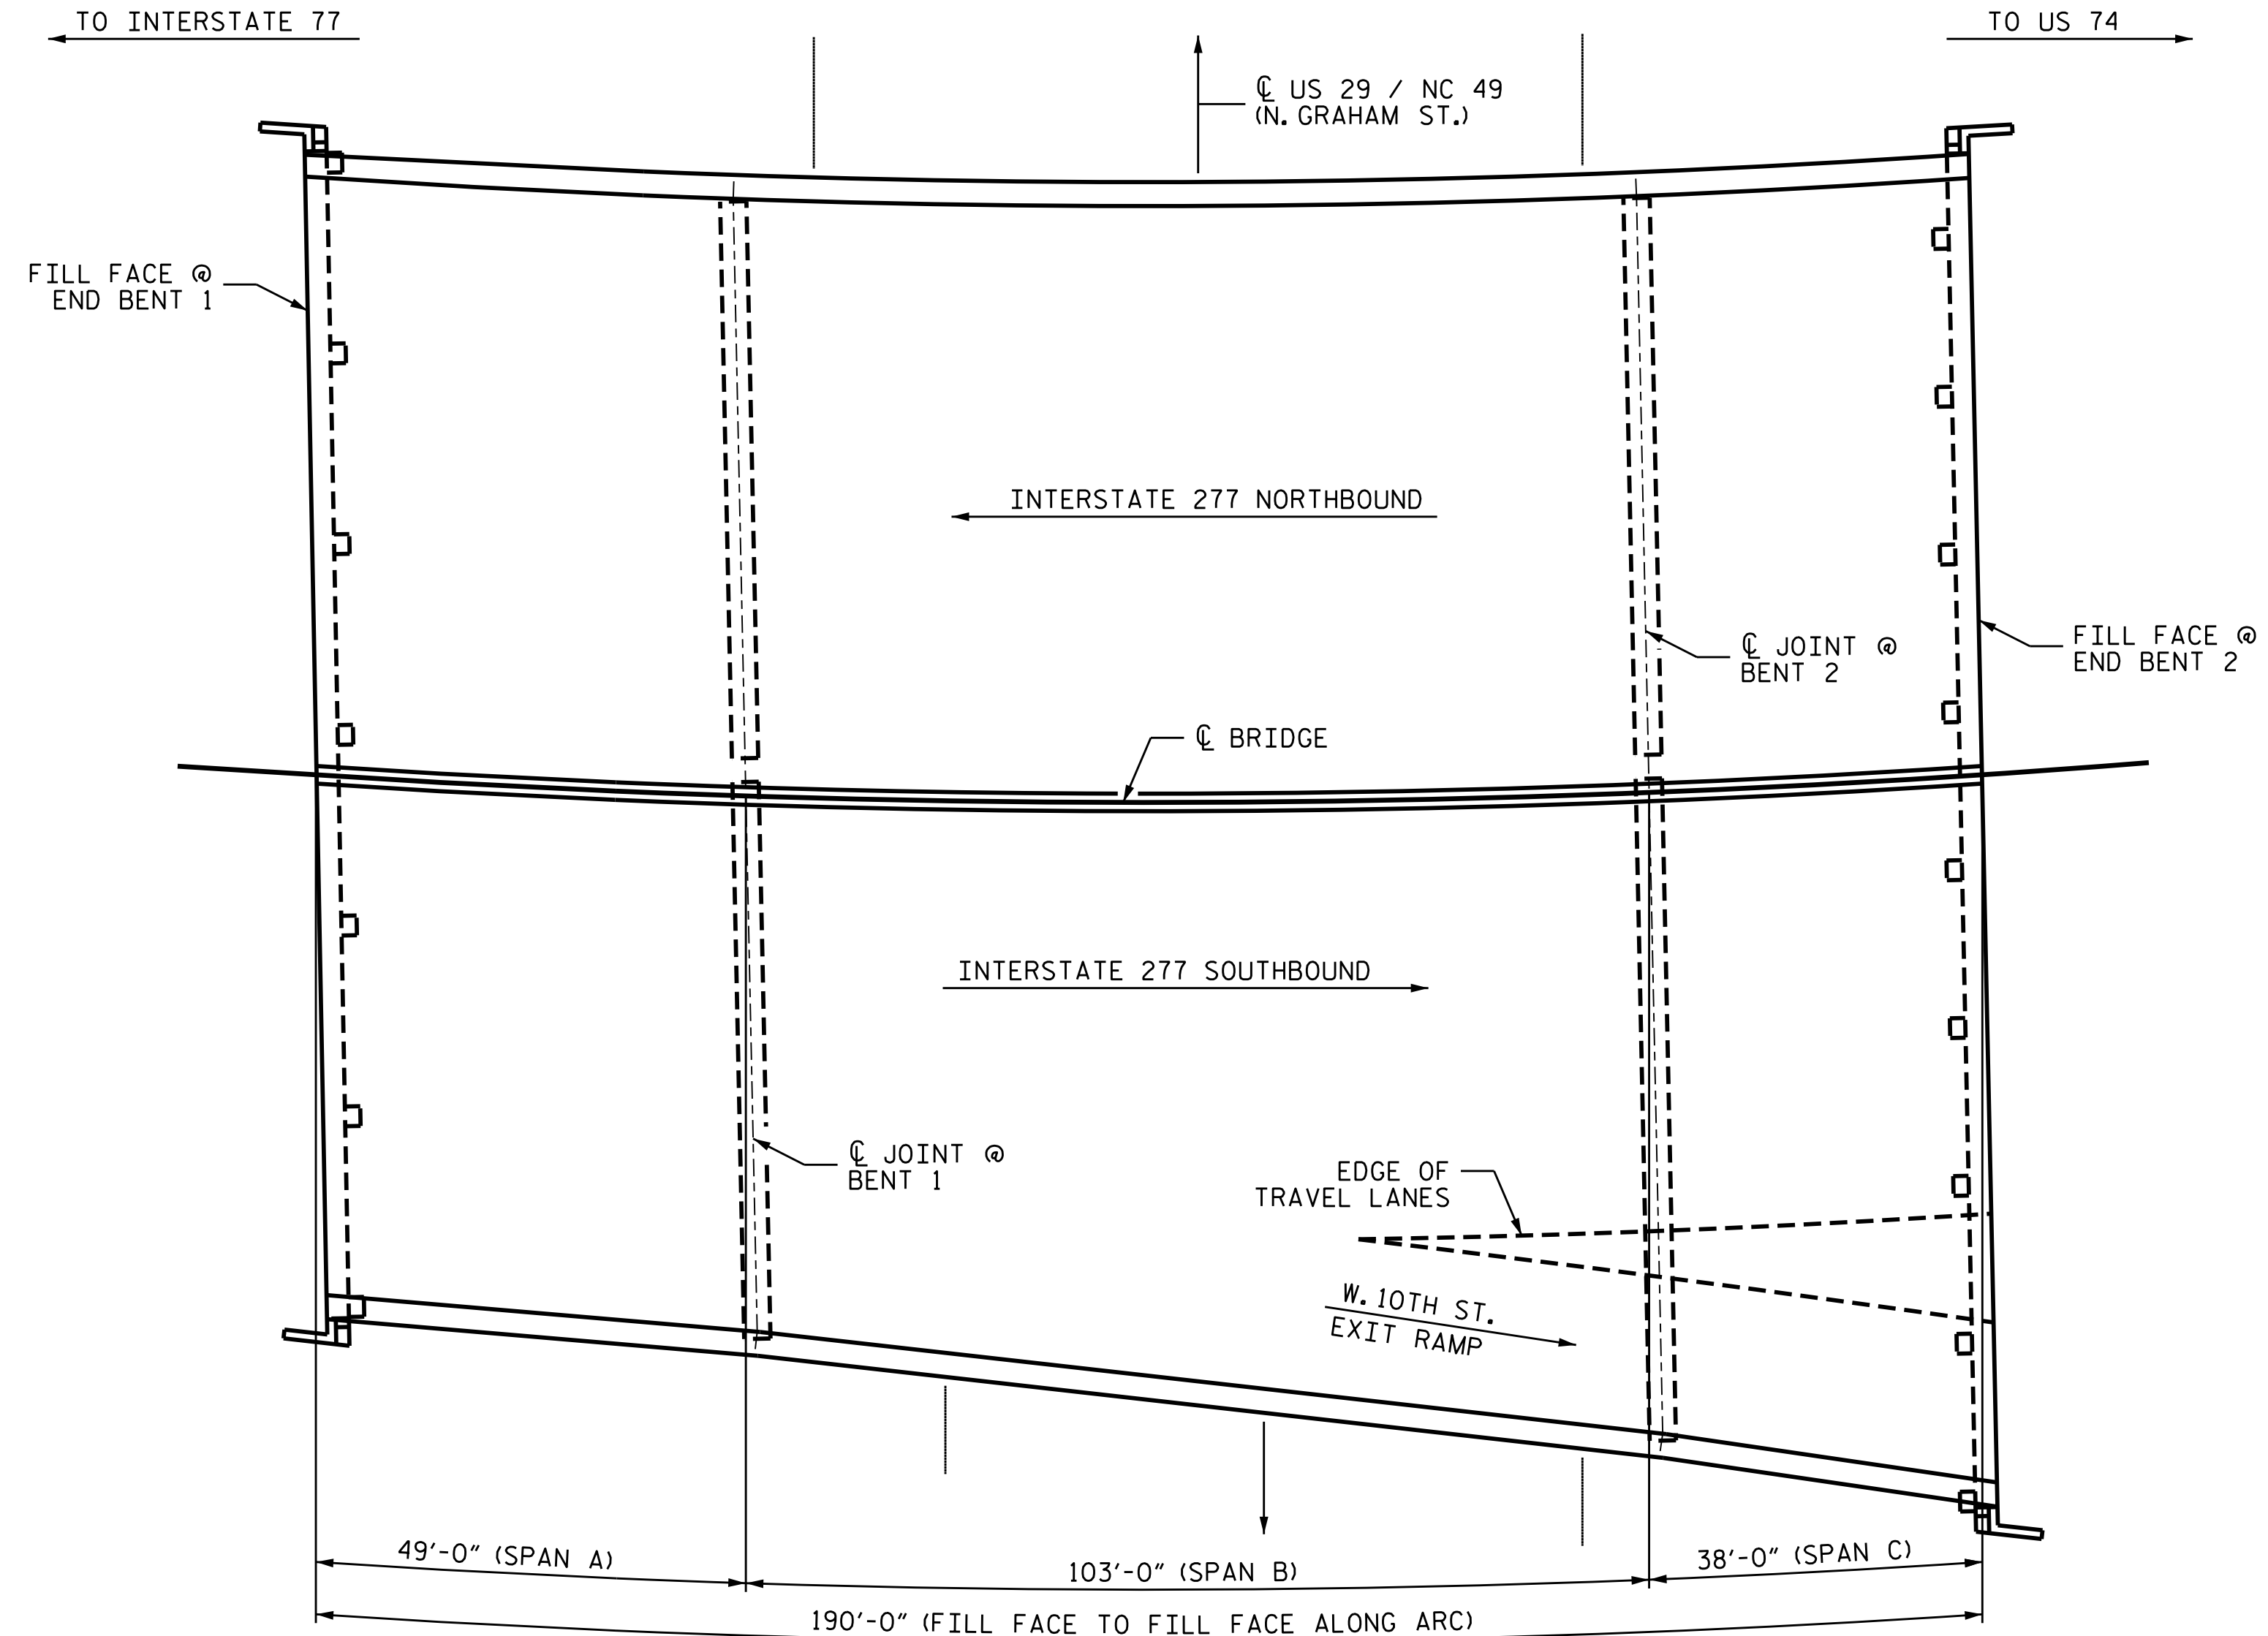 TO INTERSTATE 77
TO US 74
℄ US 29 / NC 49
(N. GRAHAM ST.)
FILL FACE @
END BENT 1
INTERSTATE 277 NORTHBOUND
℄ JOINT @
BENT 2
FILL FACE @
END BENT 2
℄ BRIDGE
INTERSTATE 277 SOUTHBOUND
℄ JOINT @
BENT 1
EDGE OF
TRAVEL LANES
W. 10TH ST.
EXIT RAMP
49'-0" (SPAN A)
103'-0" (SPAN B)
38'-0" (SPAN C)
190'-0" (FILL FACE TO FILL FACE ALONG ARC)